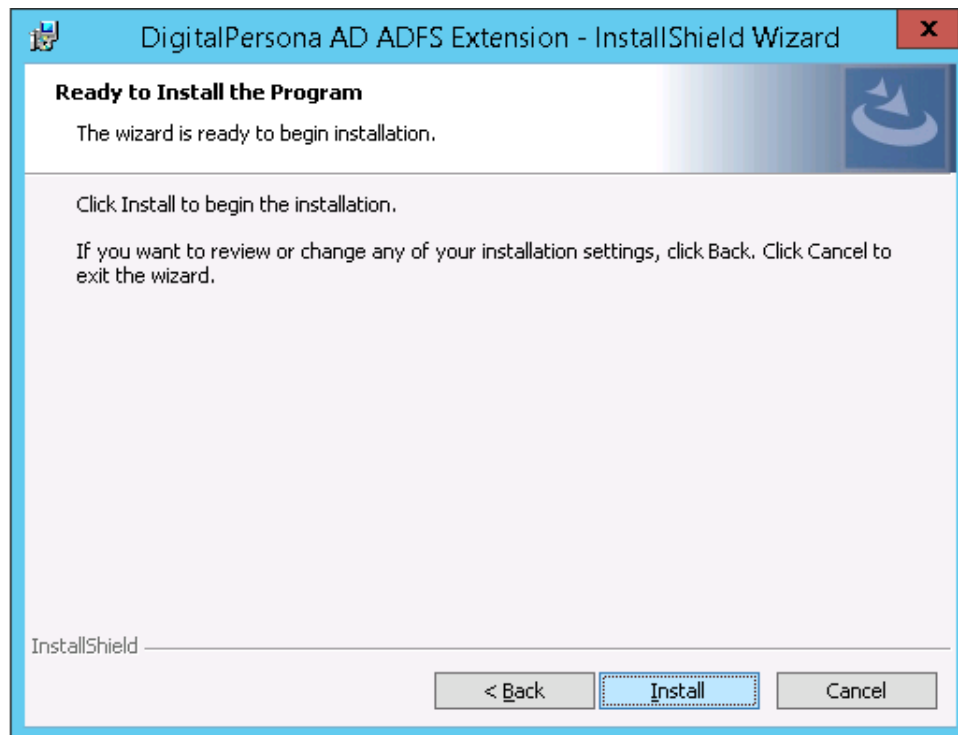 DigitalPersona AD ADFS Extension - InstallShield Wizard
x
Ready to Install the Program
The wizard is ready to begin installation.
Click Install to begin the installation.
If you want to review or change any of your installation settings, click Back. Click Cancel to
exit the wizard.
InstallShield
< Back
Install
Cancel